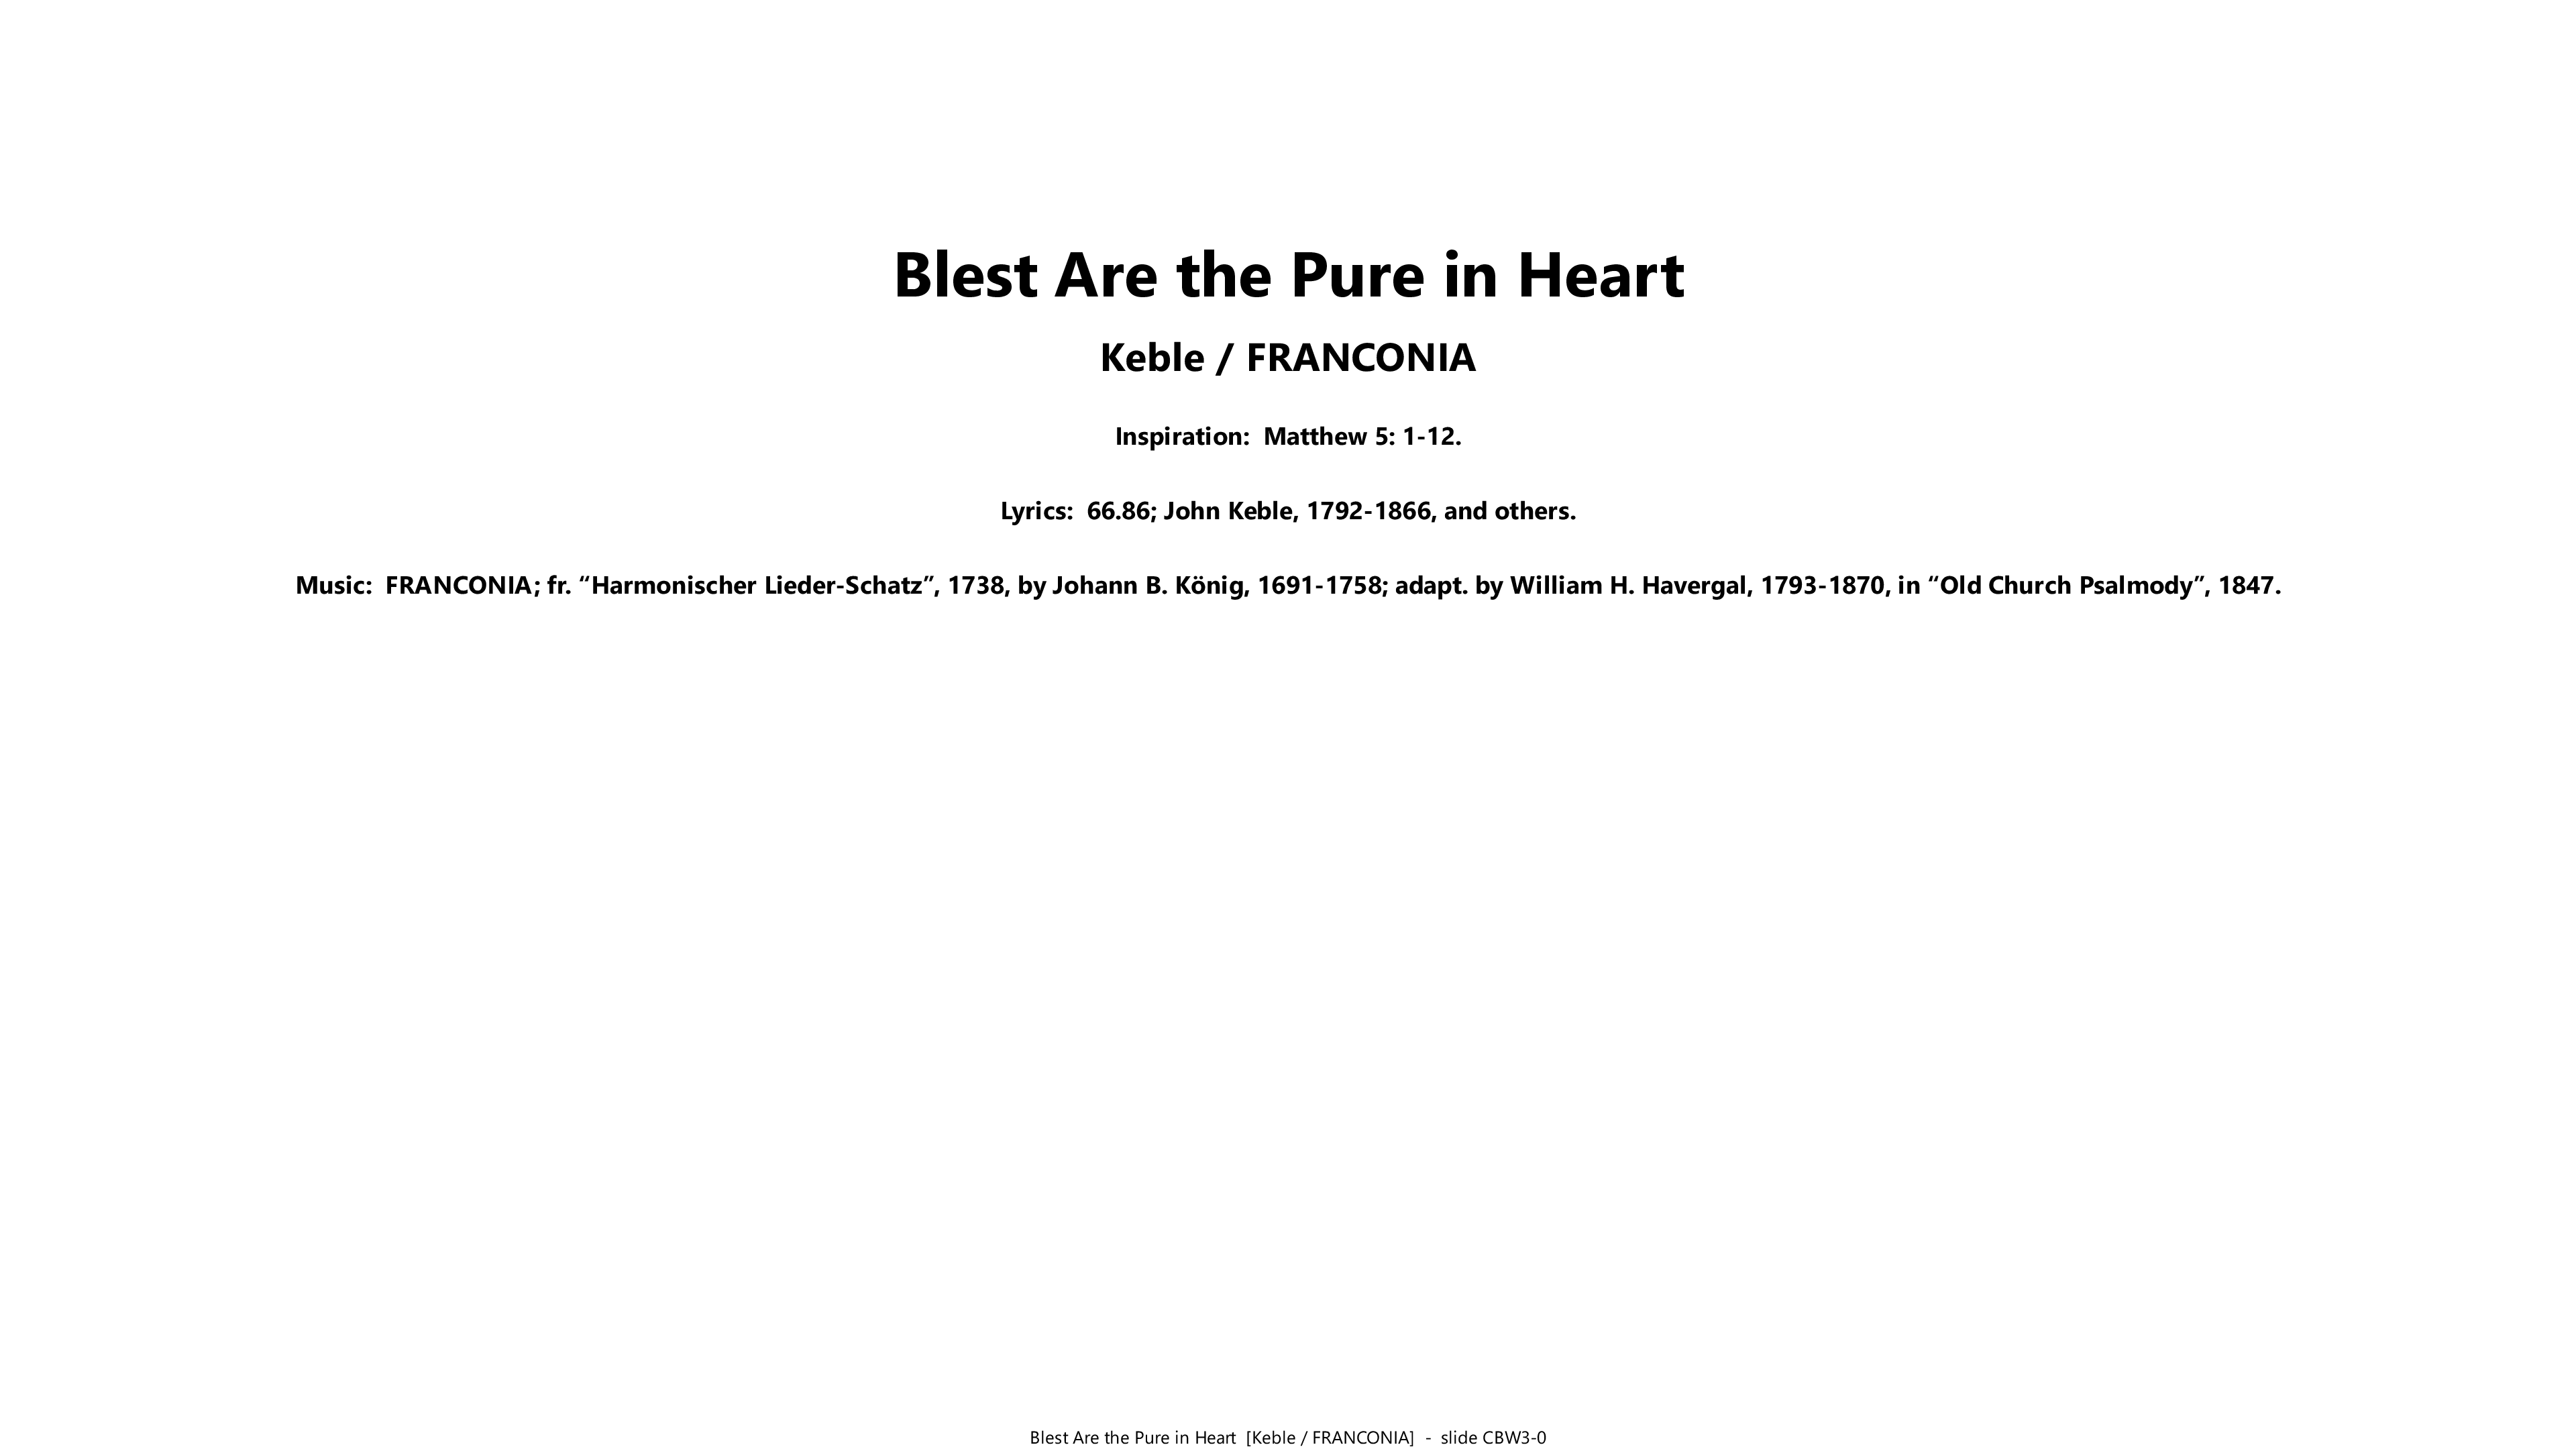 Blest Are the Pure in Heart
Keble / FRANCONIA
Inspiration:  Matthew 5: 1-12.
Lyrics:  66.86; John Keble, 1792-1866, and others.
Music:  FRANCONIA; fr. “Harmonischer Lieder-Schatz”, 1738, by Johann B. König, 1691-1758; adapt. by William H. Havergal, 1793-1870, in “Old Church Psalmody”, 1847.
Blest Are the Pure in Heart  [Keble / FRANCONIA]  -  slide CBW3-0